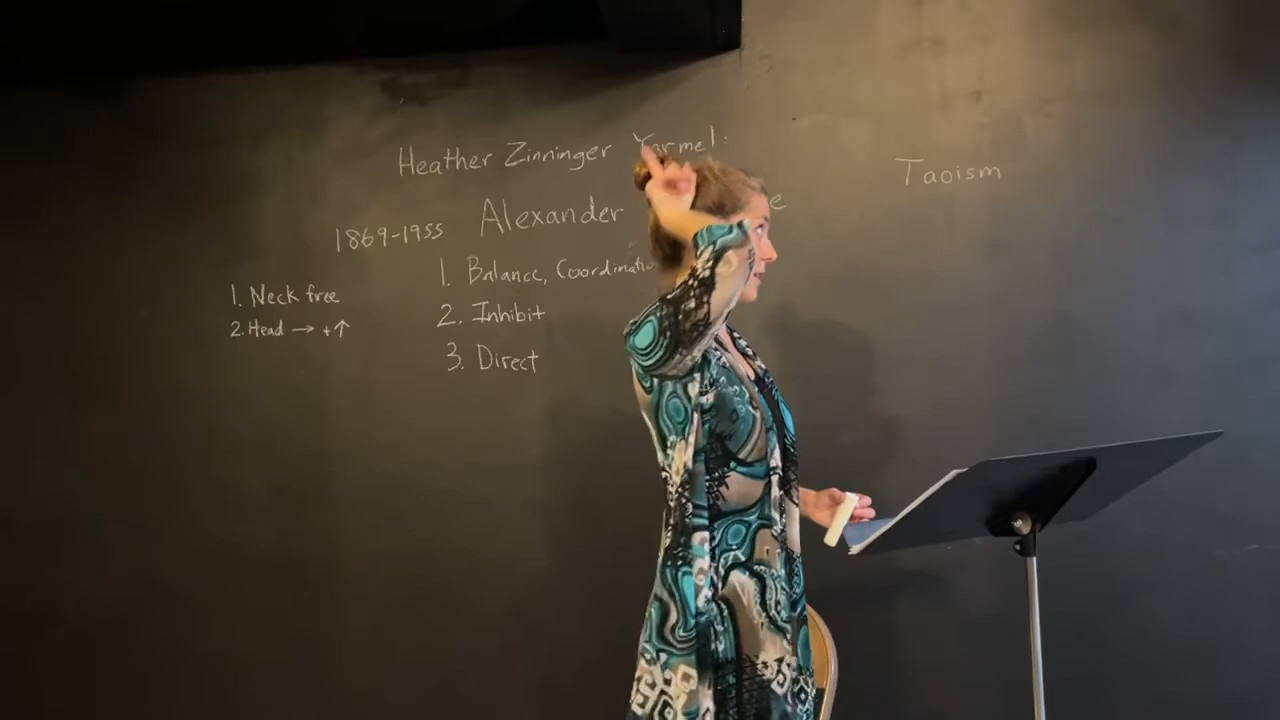 Heather Zinninger Yarmel:
Taoism
1869-1955 Alexander
1. Balance, Coordinatio
2. Inhibit
3. Direct
1. Neck free
2. Head → + ↑